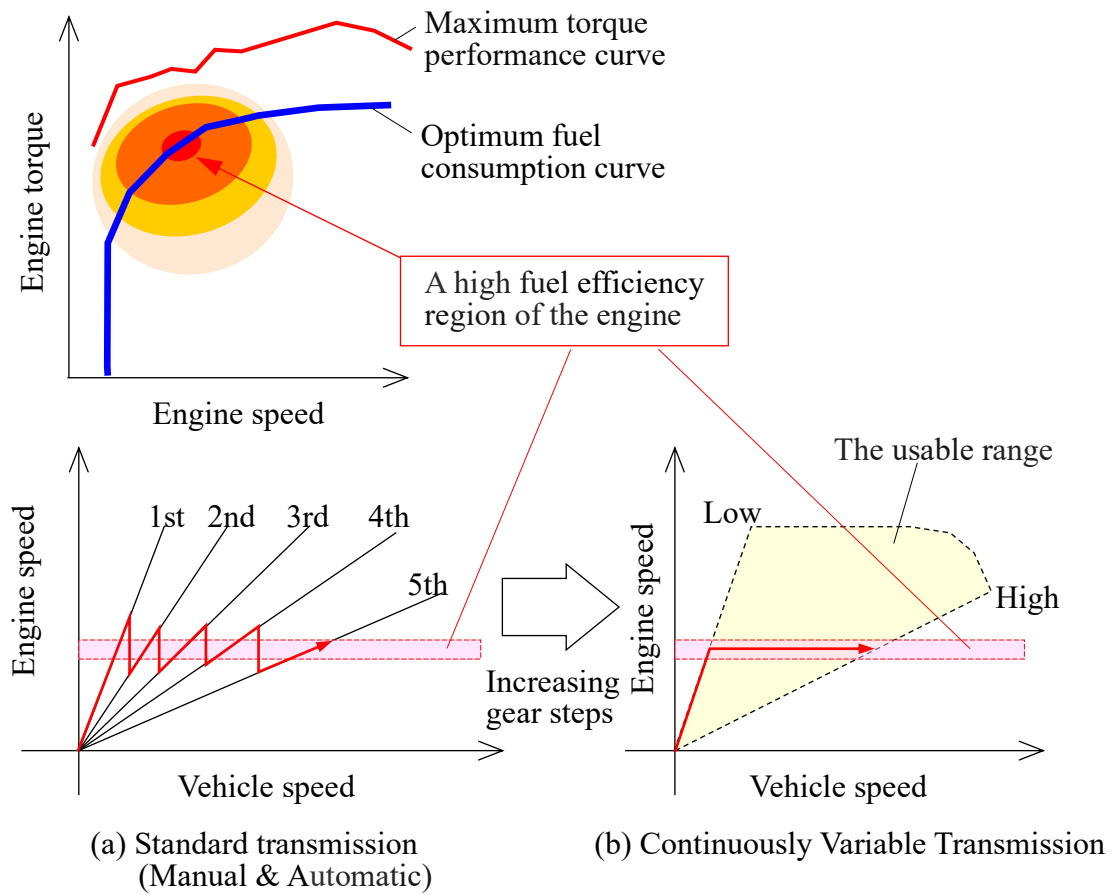 Maximum torque
performance curve
Optimum fuel
consumption curve
Engine torque
Engine speed
A high fuel efficiency
region of the engine
Engine speed
1st
2nd
3rd
4th
5th
Vehicle speed
(a) Standard transmission
(Manual & Automatic)
Increasing
gear steps
The usable range
Low
High
Engine speed
Vehicle speed
(b) Continuously Variable Transmission